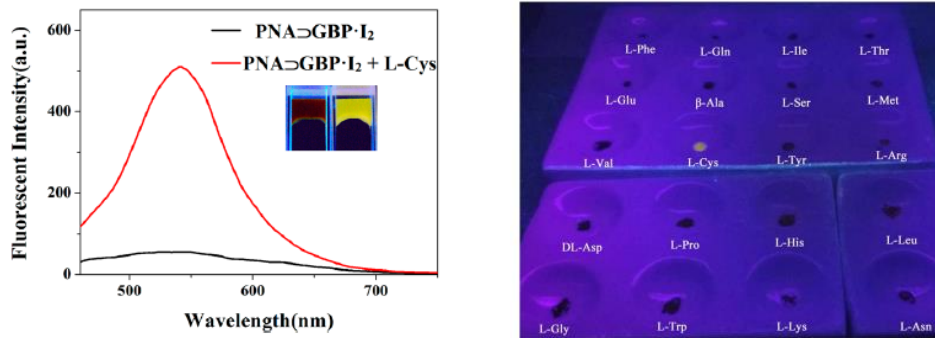 600
400
200
0
Fluorescent Intensity(a.u.)
PNA⊃GBP·I₂
PNA⊃GBP·I₂ + L-Cys
500
600
700
Wavelength(nm)
L-Phe
L-Gln
L-Ile
L-Thr
L-Glu
β-Ala
L-Ser
L-Met
L-Val
L-Cys
L-Tyr
L-Arg
DL-Asp
L-Pro
L-His
L-Leu
L-Gly
L-Trp
L-Lys
L-Asn